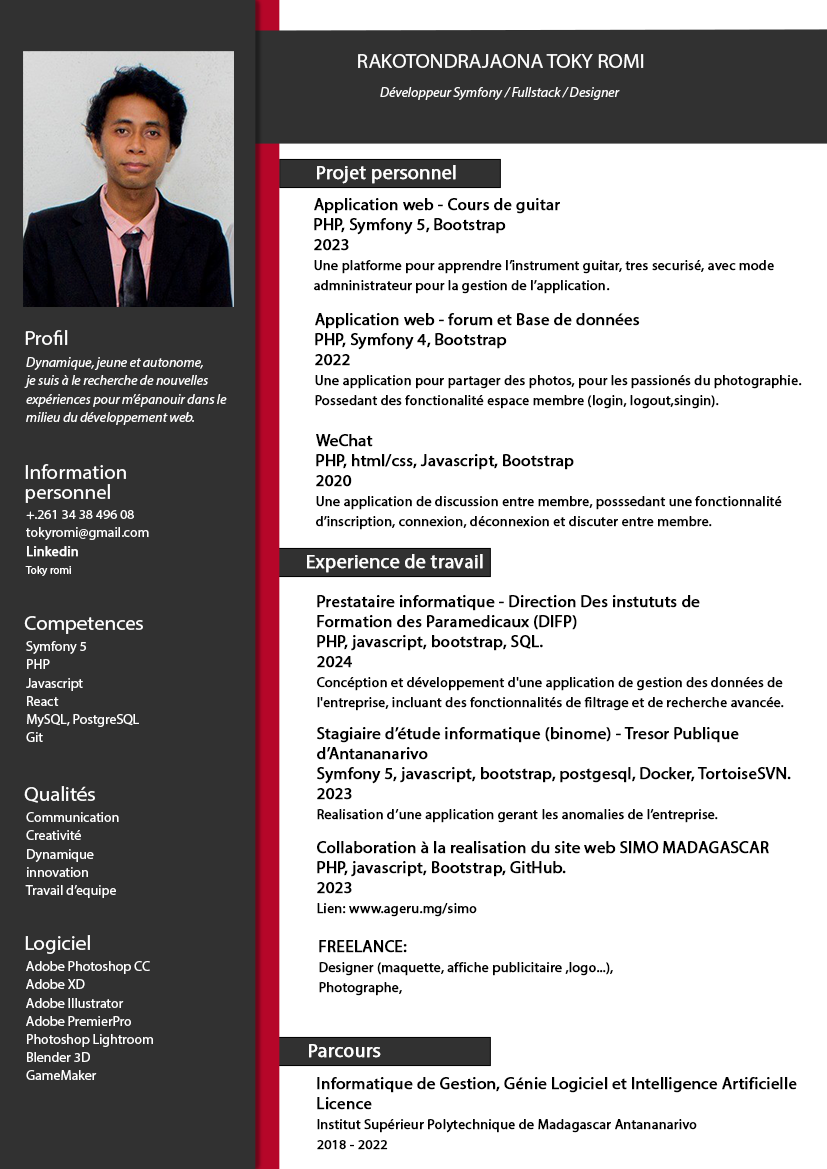 RAKOTONDRAJAONA TOKY ROMI
Développeur Symfony / Fullstack / Designer
Profil
Dynamique, jeune et autonome,
je suis à le recherche de nouvelles
expériences pour m’épanouir dans le
milieu du développement web.
Information
personnel
+.261 34 38 496 08
tokyromi@gmail.com
Linkedin
Toky romi
Competences
Symfony 5
PHP
Javascript
React
MySQL, PostgreSQL
Git
Qualités
Communication
Creativité
Dynamique
innovation
Travail d’equipe
Logiciel
Adobe Photoshop CC
Adobe XD
Adobe Illustrator
Adobe PremierPro
Photoshop Lightroom
Blender 3D
GameMaker
Projet personnel
Application web - Cours de guitar
PHP, Symfony 5, Bootstrap
2023
Une platforme pour apprendre l’instrument guitar, tres securisé, avec mode
admninistrateur pour la gestion de l’application.
Application web - forum et Base de données
PHP, Symfony 4, Bootstrap
2022
Une application pour partager des photos, pour les passionés du photographie.
Possedant des fonctionalité espace membre (login, logout,singin).
WeChat
PHP, html/css, Javascript, Bootstrap
2020
Une application de discussion entre membre, posssedant une fonctionnalité
d’inscription, connexion, déconnexion et discuter entre membre.
Experience de travail
Prestataire informatique - Direction Des instututs de
Formation des Paramedicaux (DIFP)
PHP, javascript, bootstrap, SQL.
2024
Concéption et développement d'une application de gestion des données de
l'entreprise, incluant des fonctionnalités de filtrage et de recherche avancée.
Stagiaire d’étude informatique (binome) - Tresor Publique
d’Antananarivo
Symfony 5, javascript, bootstrap, postgesql, Docker, TortoiseSVN.
2023
Realisation d’une application gerant les anomalies de l’entreprise.
Collaboration à la realisation du site web SIMO MADAGASCAR
PHP, javascript, Bootstrap, GitHub.
2023
Lien: www.ageru.mg/simo
FREELANCE:
Designer (maquette, affiche publicitaire ,logo...),
Photographe,
Parcours
Informatique de Gestion, Génie Logiciel et Intelligence Artificielle
Licence
Institut Supérieur Polytechnique de Madagascar Antananarivo
2018 - 2022